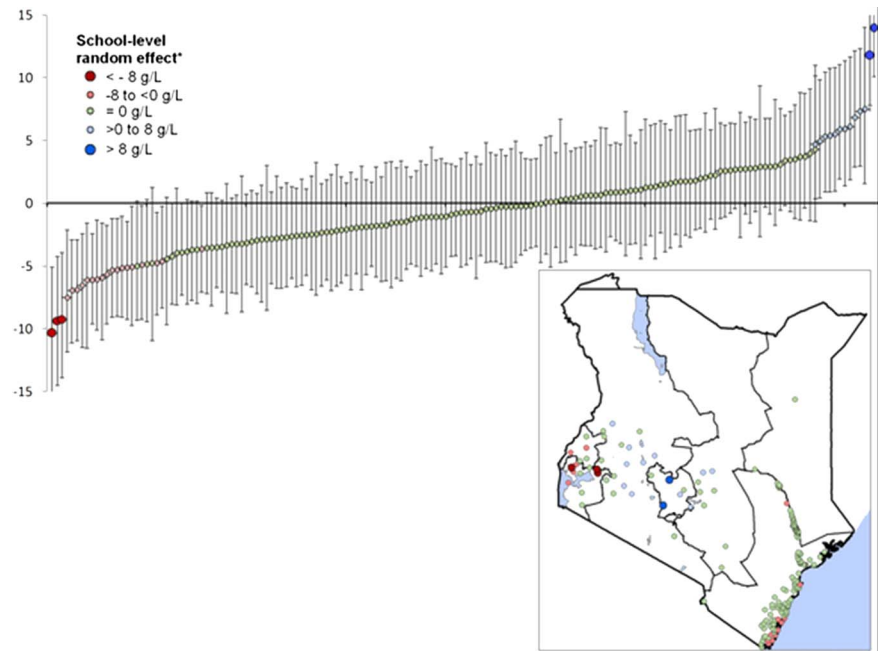 15
School-level
random effect*
< - 8 g/L
10
-8 to <0 g/L
= 0 g/L
>0 to 8 g/L
5
> 8 g/L
0
-5
-10
-15